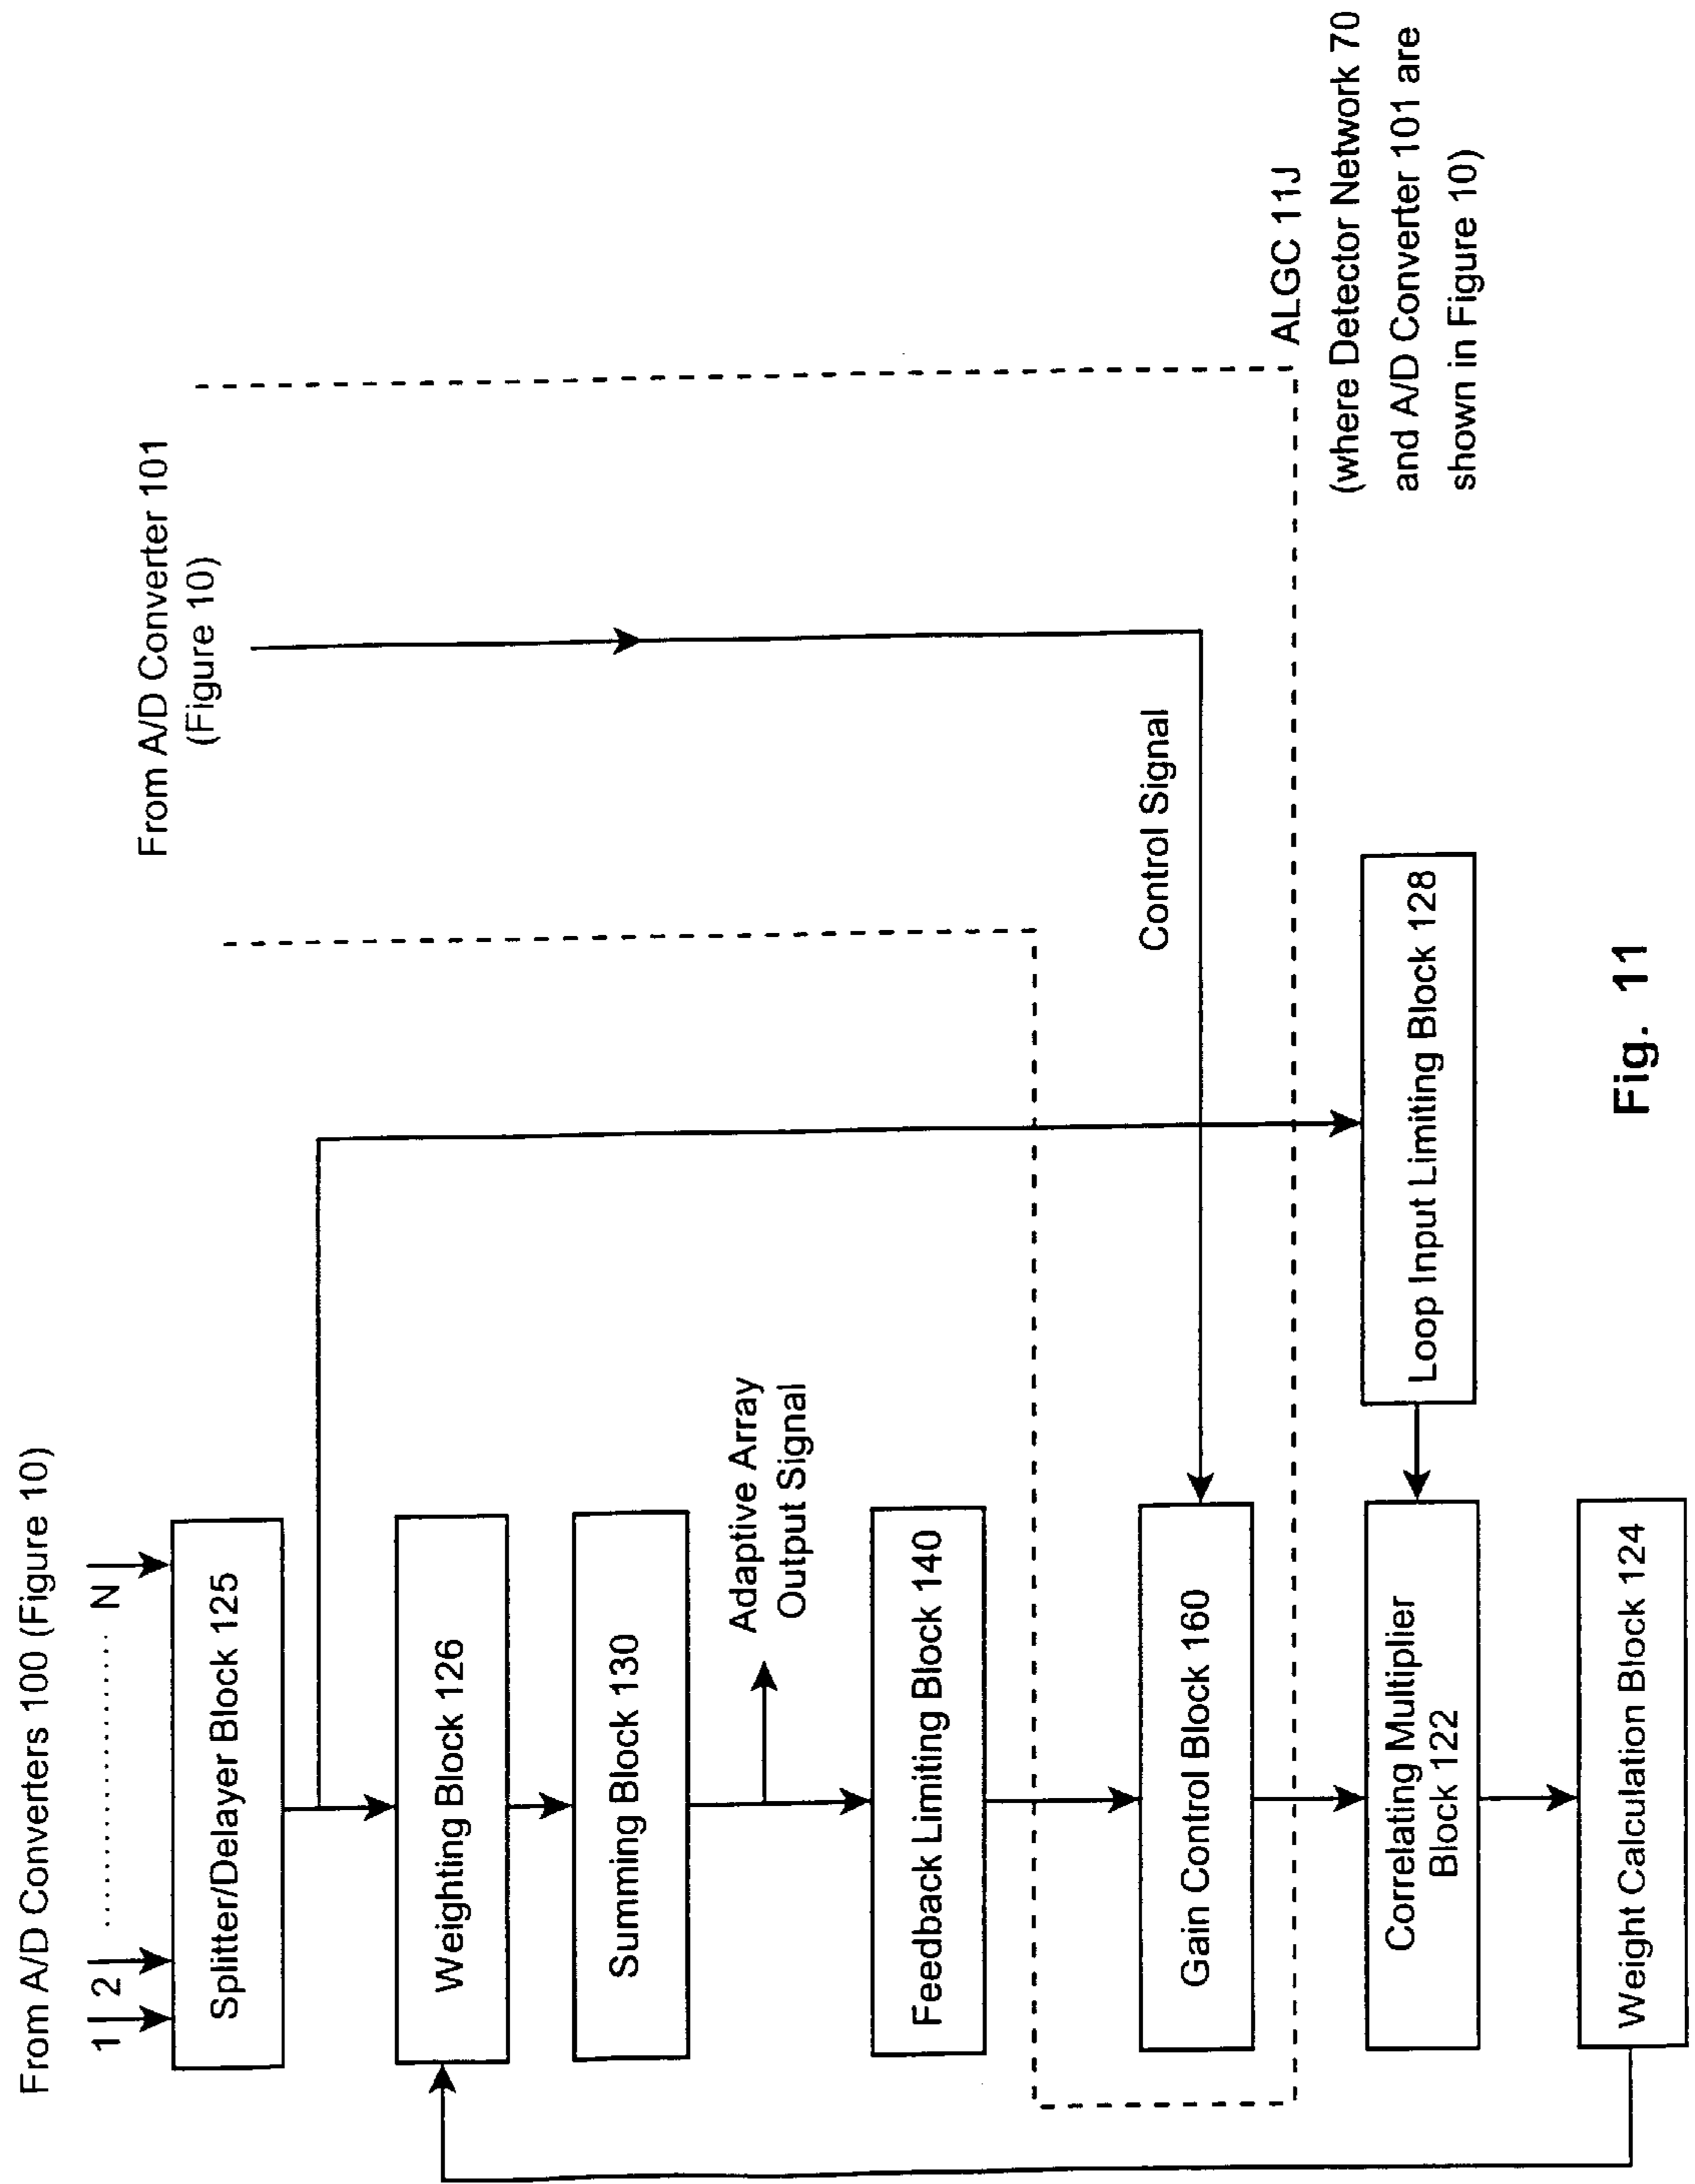 From A/D Converters 100 (Figure 10)
1 2 ................... N
Splitter/Delayer Block 125
From A/D Converter 101
(Figure 10)
Weighting Block 126
Summing Block 130
Adaptive Array
Output Signal
Feedback Limiting Block 140
Control Signal
Gain Control Block 160
ALGC 11J
(where Detector Network 70
and A/D Converter 101 are
shown in Figure 10)
Correlating Multiplier
Block 122
Loop Input Limiting Block 128
Weight Calculation Block 124
Fig. 11